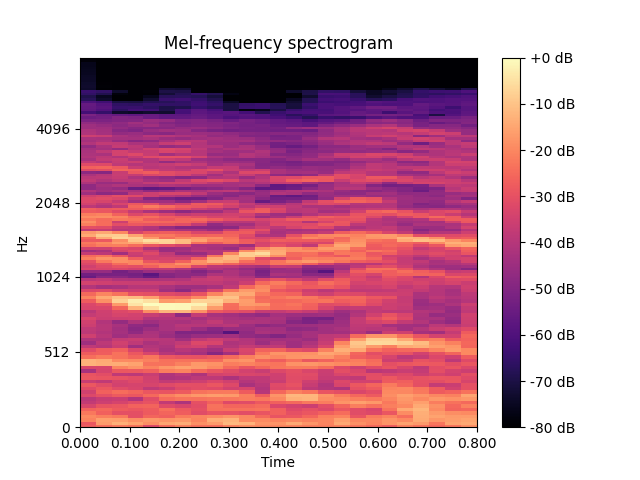 Mel-frequency spectrogram
Hz
4096
2048
1024
512
0
0.000 0.100 0.200 0.300 0.400 0.500 0.600 0.700 0.800
Time
+0 dB
-10 dB
-20 dB
-30 dB
-40 dB
-50 dB
-60 dB
-70 dB
-80 dB